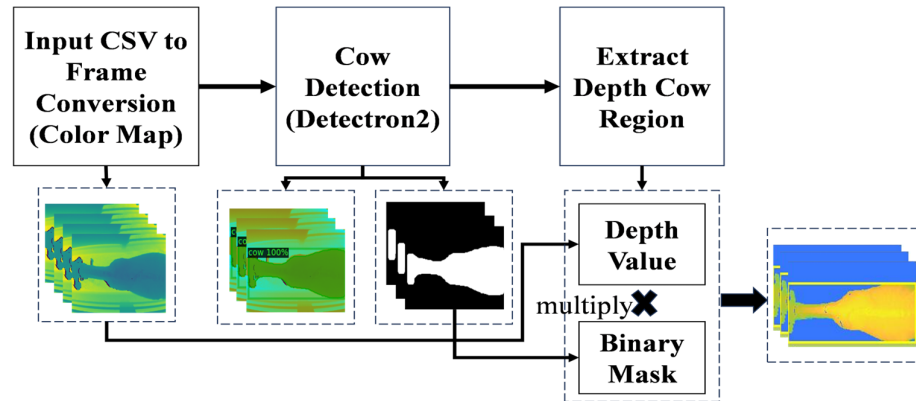 Input CSV to
Frame
Conversion
(Color Map)
Cow
Detection
(Detectron2)
Extract
Depth Cow
Region
cow 100%
Depth
Value
multiply
Binary
Mask